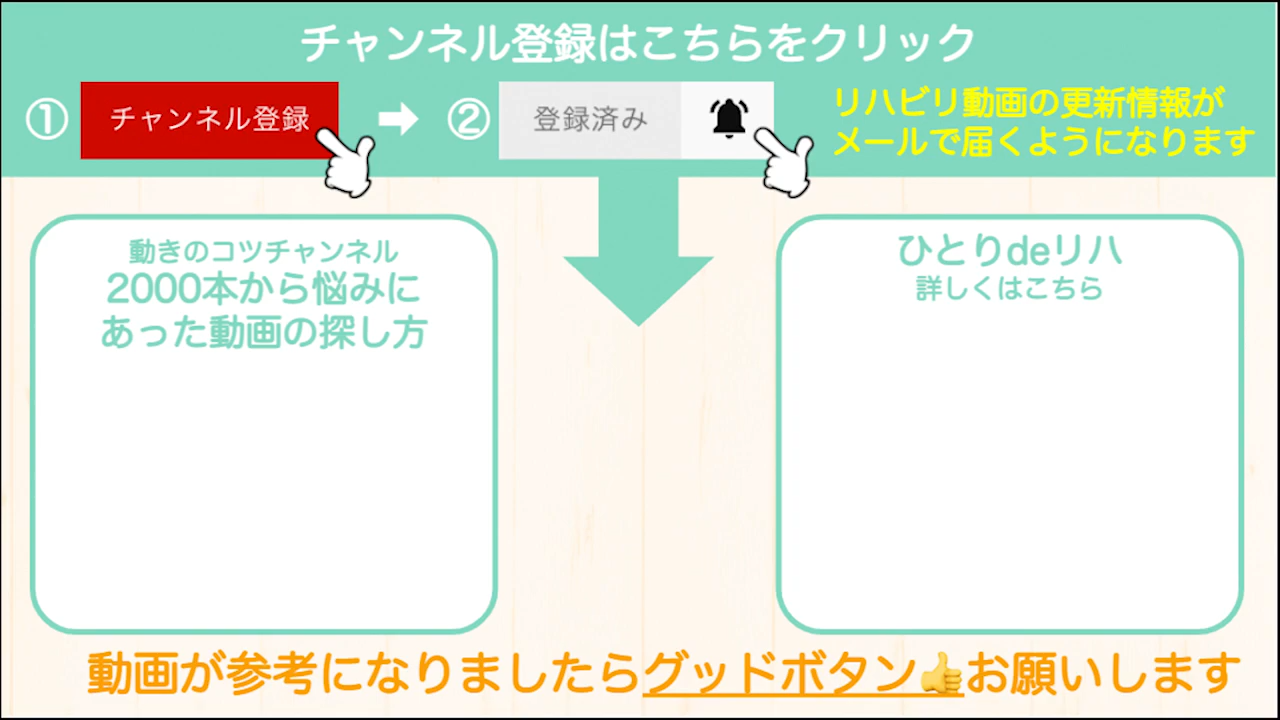 チャンネル登録はこちらをクリック
① チャンネル登録 ➡ ② 登録済み
リハビリ動画の更新情報が
メールで届くようになります
動きのコツチャンネル
2000本から悩みに
あった動画の探し方
ひとりdeリハ
詳しくはこちら
動画が参考になりましたらグッドボタン👍お願いします